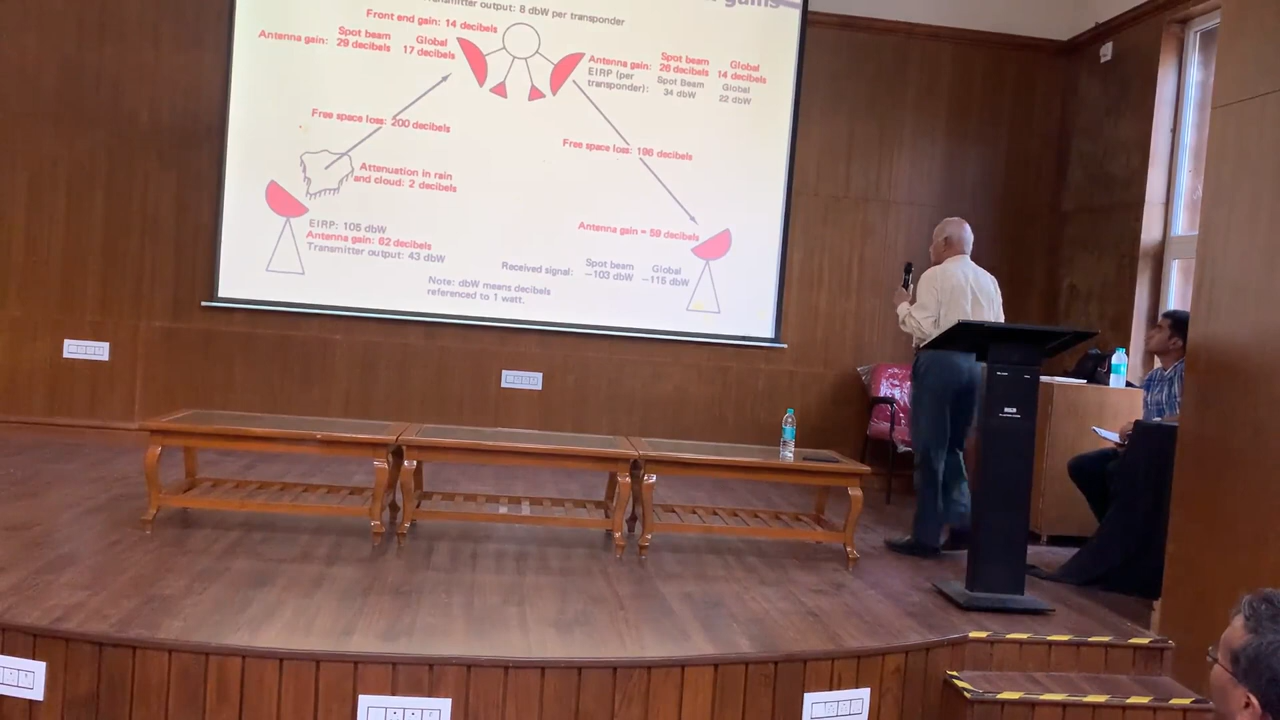 gains
Transmitter output: 8 dbW per transponder
Front end gain: 14 decibels
Spot beam Global
Antenna gain: 29 decibels 17 decibels
Spot beam Global
Antenna gain: 26 decibels 14 decibels
EIRP (per Spot Beam Global
transponder): 34 dbW 22 dbW
Free space loss: 200 decibels
Free space loss: 196 decibels
Attenuation in rain
and cloud: 2 decibels
EIRP: 105 dbW
Antenna gain: 62 decibels
Transmitter output: 43 dbW
Antenna gain = 59 decibels
Spot beam Global
Received signal: −103 dbW −115 dbW
Note: dbW means decibels
referenced to 1 watt.